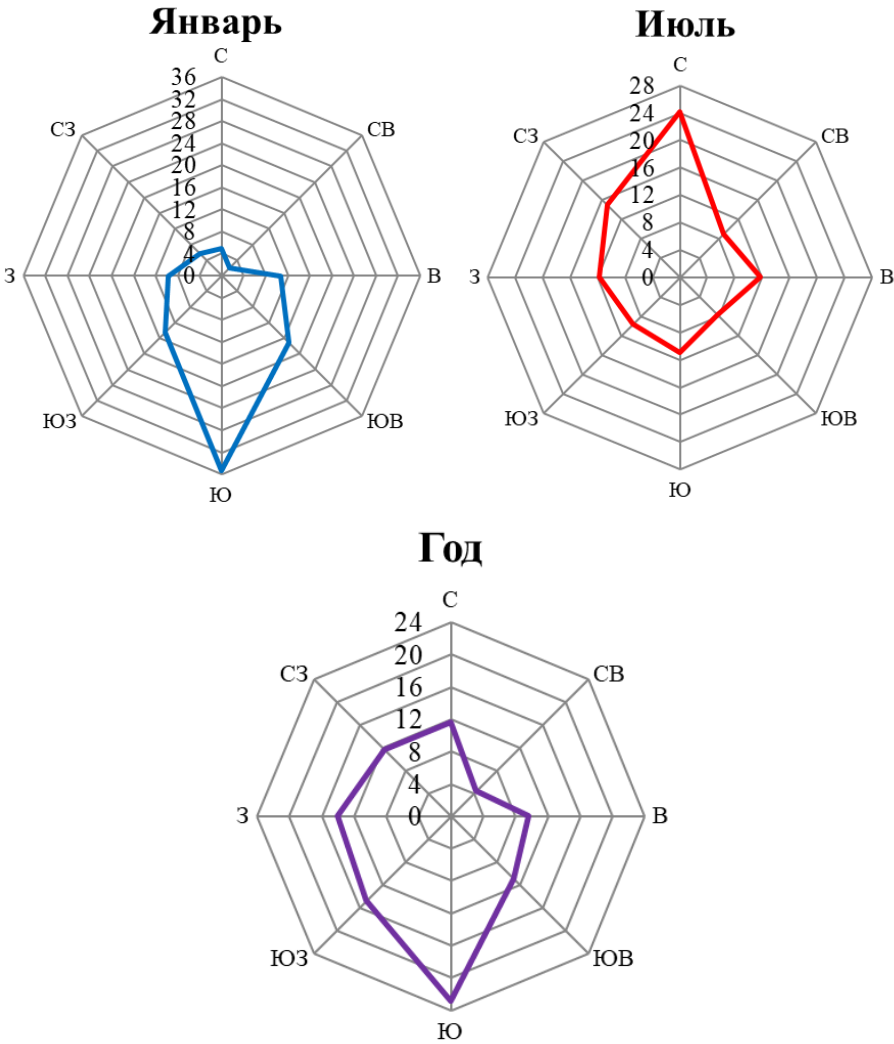 Январь
С
36
32
28
24
20
16
12
8
4
0
СЗ
СВ
З
В
ЮЗ
ЮВ
Ю
Июль
С
28
24
20
16
12
8
4
0
СЗ
СВ
З
В
ЮЗ
ЮВ
Ю
Год
С
24
20
16
12
8
4
0
СЗ
СВ
З
В
ЮЗ
ЮВ
Ю